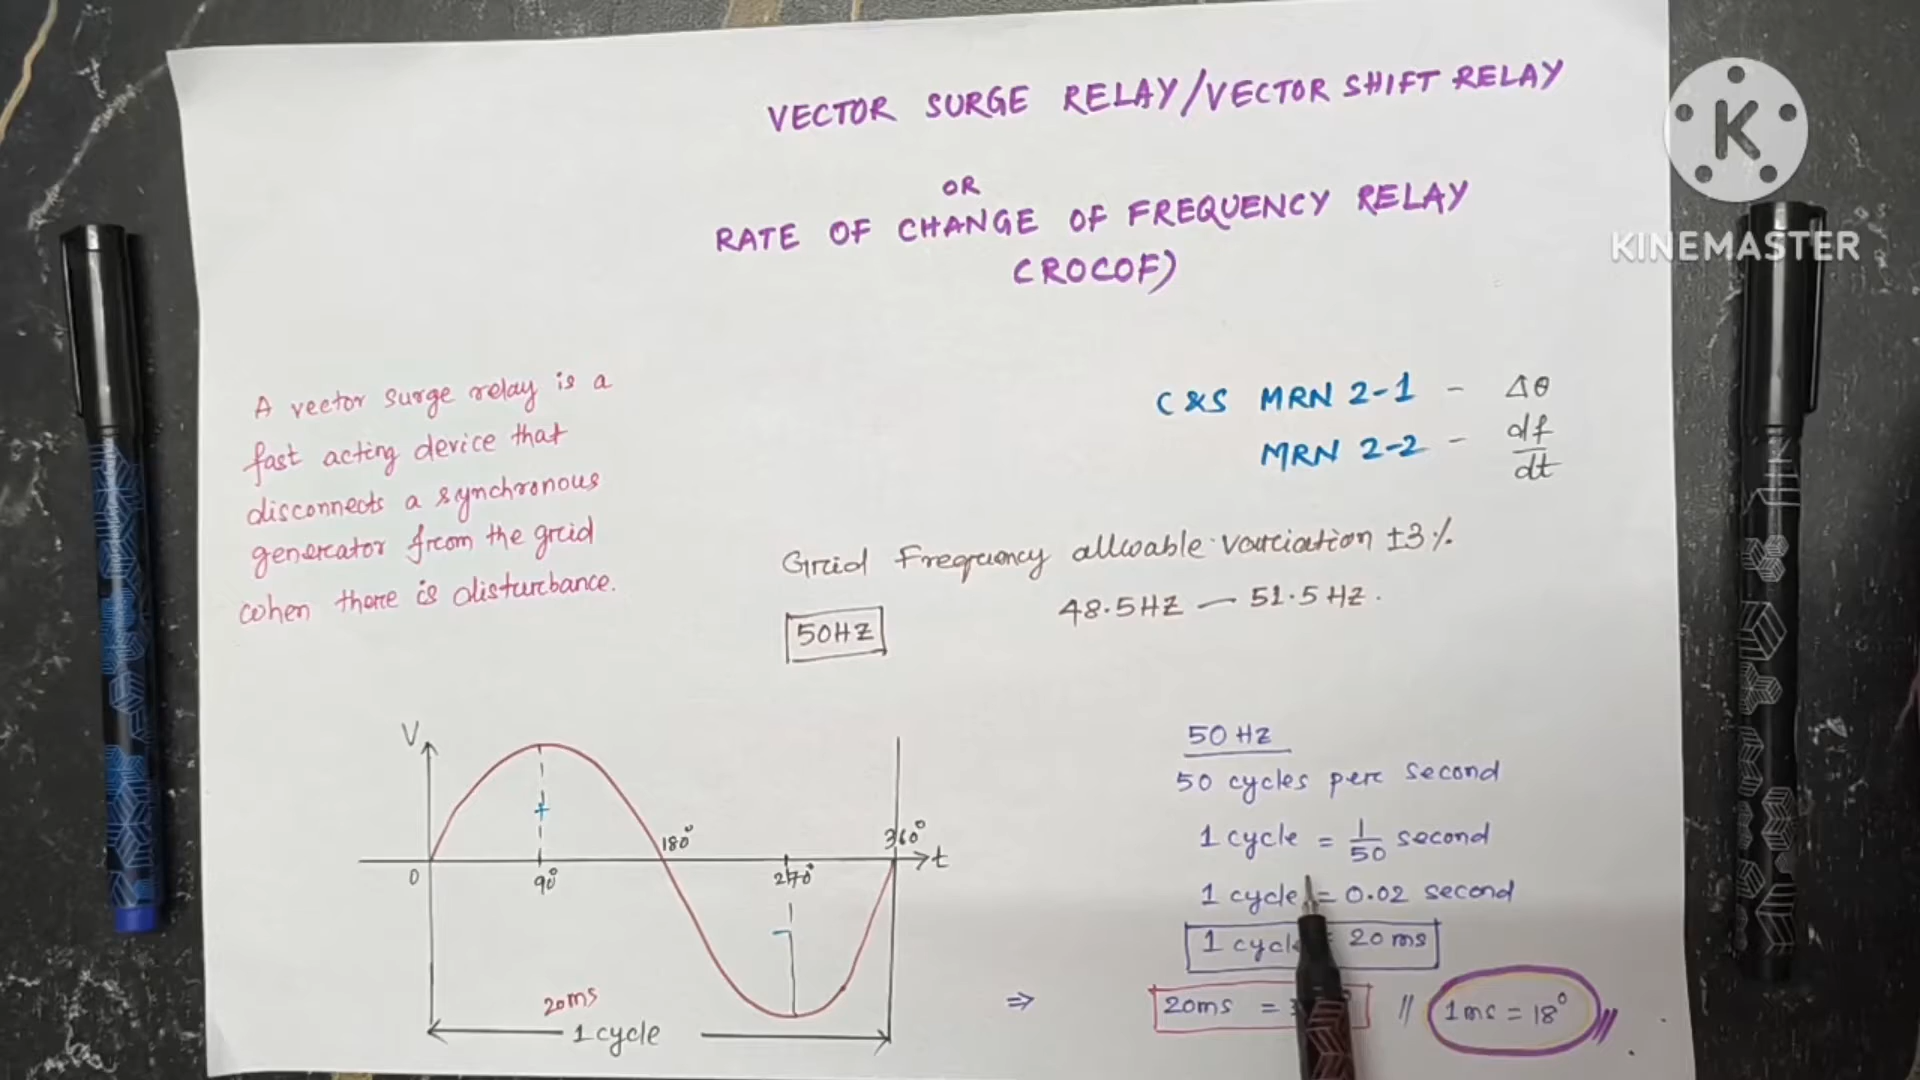 VECTOR SURGE RELAY/VECTOR SHIFT RELAY
OR
RATE OF CHANGE OF FREQUENCY RELAY
(ROCOF)
K
KINEMASTER
A vector surge relay is a
fast acting device that
disconnects a synchronous
generator from the grid
when there is disturbance.
C&S MRN 2-1 - Δθ
MRN 2-2 - df/dt
Grid Frequency allwoable variation ±3%
48.5HZ — 51.5HZ.
50HZ
V
+
0
90°
180°
270°
360°
t
-
20ms
1 cycle
50 HZ
50 cycles per second
1 cycle = 1/50 second
1 cycle = 0.02 second
1 cycle 20 ms
⇒ 20ms = // 1ms = 18° //